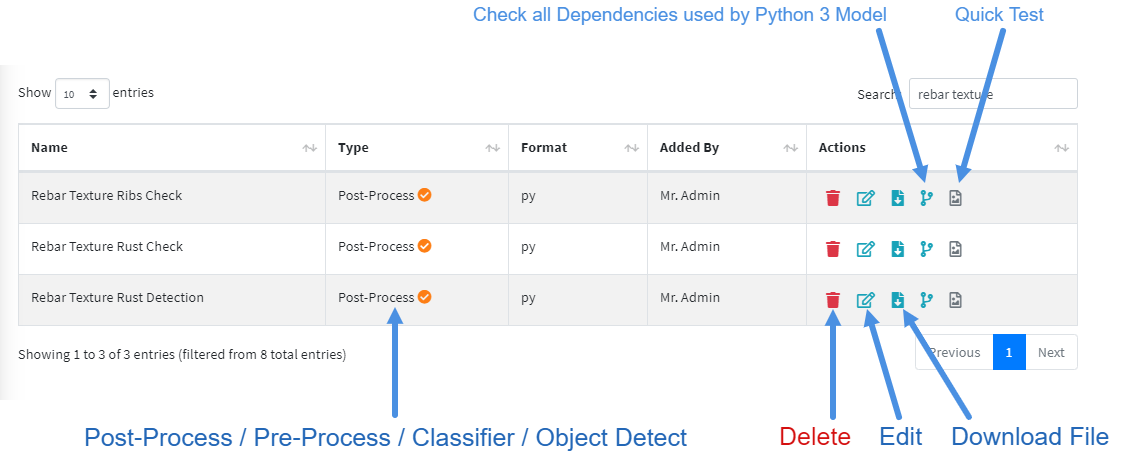 Check all Dependencies used by Python 3 Model Quick Test
Show 10 entries Search: rebar texture
Name Type Format Added By Actions
Rebar Texture Ribs Check Post-Process py Mr. Admin
Rebar Texture Rust Check Post-Process py Mr. Admin
Rebar Texture Rust Detection Post-Process py Mr. Admin
Showing 1 to 3 of 3 entries (filtered from 8 total entries) Previous 1 Next
Post-Process / Pre-Process / Classifier / Object Detect Delete Edit Download File